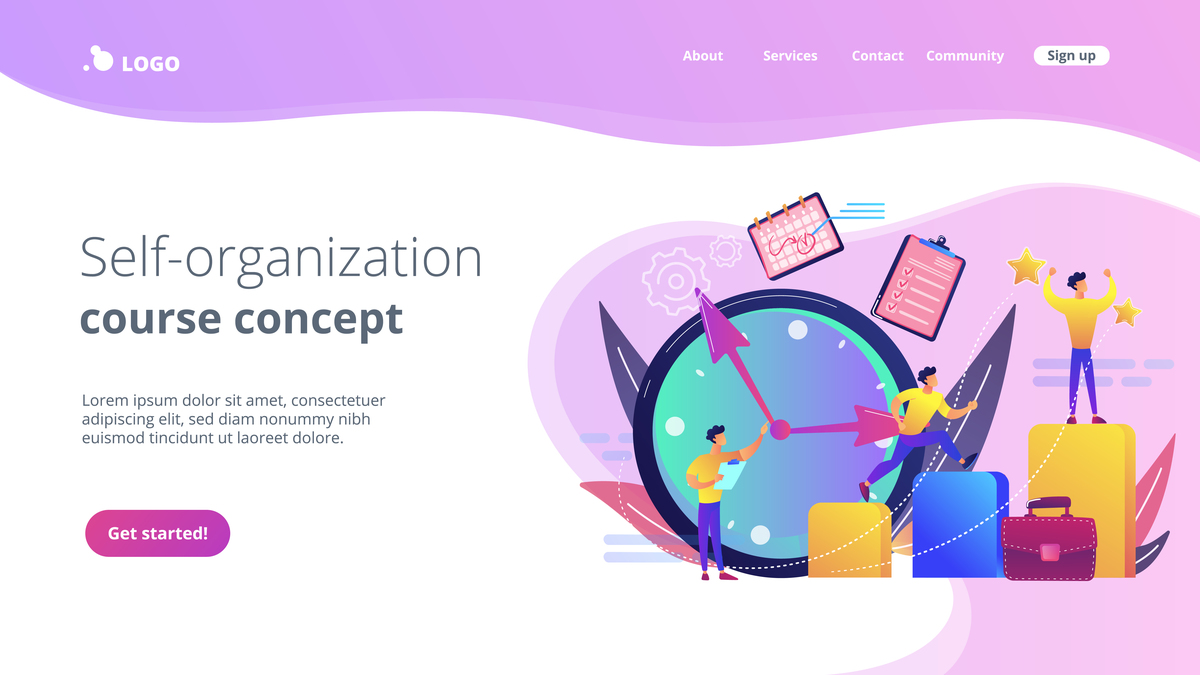 LOGO
About Services Contact Community Sign up
Self-organization
course concept
Lorem ipsum dolor sit amet, consectetuer
adipiscing elit, sed diam nonummy nibh
euismod tincidunt ut laoreet dolore.
Get started!